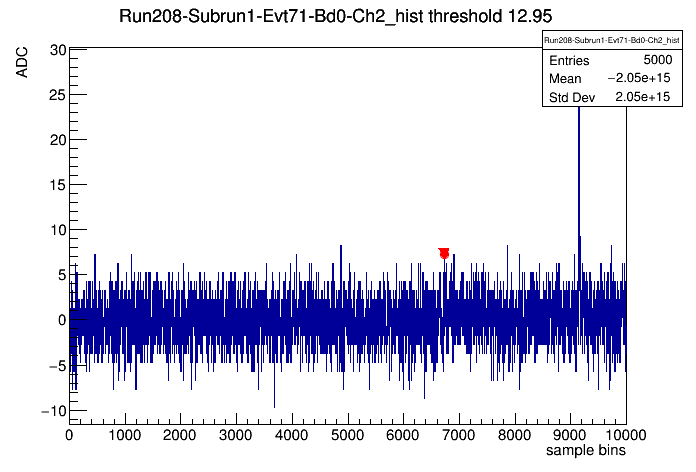 Run208-Subrun1-Evt71-Bd0-Ch2_hist threshold 12.95
Run208-Subrun1-Evt71-Bd0-Ch2_hist
Entries 5000
Mean −2.05e+15
Std Dev 2.05e+15
ADC
30
25
20
15
10
5
0
−5
−10
0 1000 2000 3000 4000 5000 6000 7000 8000 9000 10000
sample bins